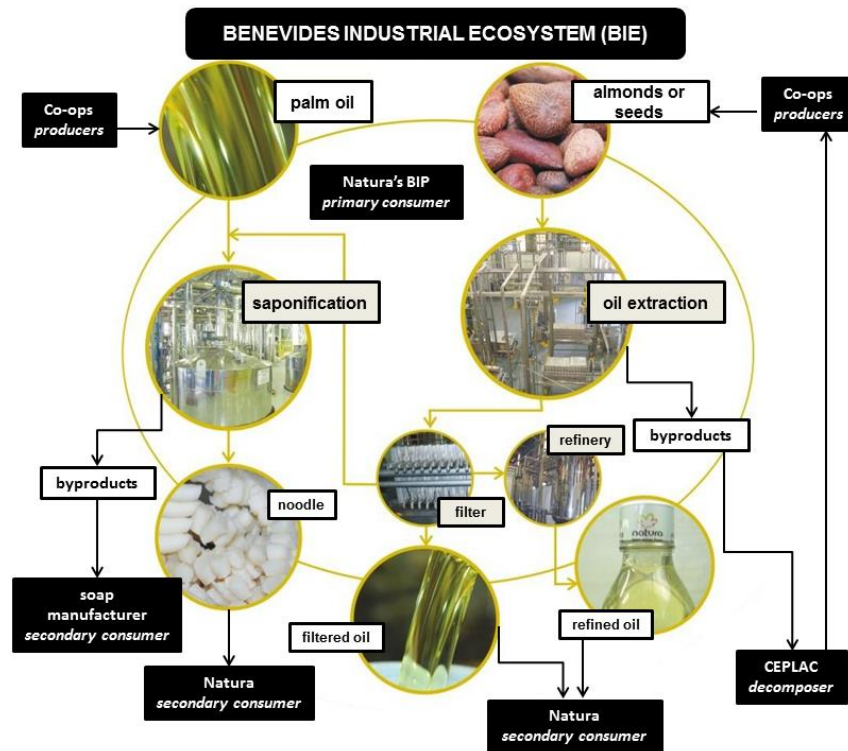 BENEVIDES INDUSTRIAL ECOSYSTEM (BIE)
Co-ops
producers
palm oil
almonds or
seeds
Co-ops
producers
Natura's BIP
primary consumer
saponification
oil extraction
byproducts
refinery
byproducts
noodle
filter
natura
soap
manufacturer
secondary consumer
filtered oil
refined oil
Natura
secondary consumer
CEPLAC
decomposer
Natura
secondary consumer